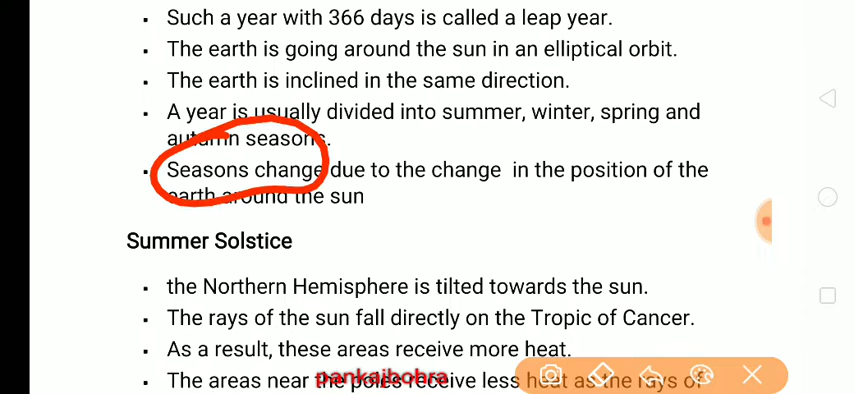 Such a year with 366 days is called a leap year.
The earth is going around the sun in an elliptical orbit.
The earth is inclined in the same direction.
A year is usually divided into summer, winter, spring and
autumn seasons.
Seasons change due to the change in the position of the
earth around the sun
Summer Solstice
the Northern Hemisphere is tilted towards the sun.
The rays of the sun fall directly on the Tropic of Cancer.
As a result, these areas receive more heat.
The areas near the poles receive less heat as the rays of
pankajbohra